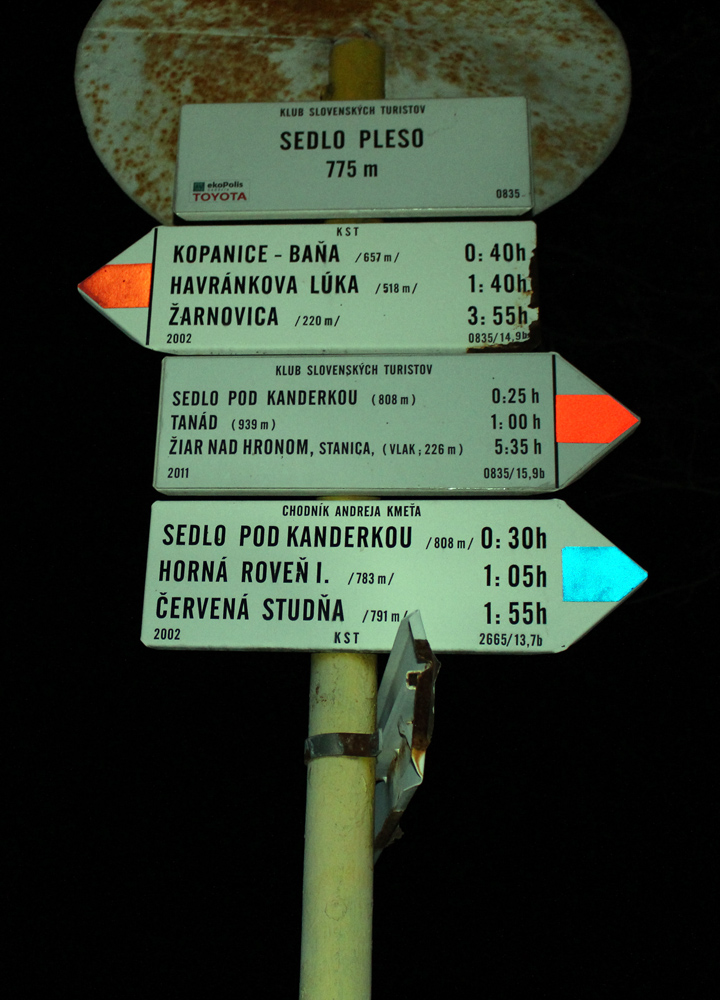 KLUB SLOVENSKÝCH TURISTOV
SEDLO PLESO
775 m
ekoPolis
TOYOTA
0835
KST
KOPANICE - BAŇA /657 m/ 0: 40h
HAVRÁNKOVA LÚKA /518 m/ 1: 40h
ŽARNOVICA /220 m/ 3: 55h
2002 0835/14,9b
KLUB SLOVENSKÝCH TURISTOV
SEDLO POD KANDERKOU (808 m) 0:25 h
TANÁD (939 m) 1: 00 h
ŽIAR NAD HRONOM, STANICA, (VLAK ; 226 m) 5:35 h
2011 0835/15,9b
CHODNÍK ANDREJA KMEŤA
SEDLO POD KANDERKOU /808 m/ 0: 30h
HORNÁ ROVEŇ I. /783 m/ 1: 05h
ČERVENÁ STUDŇA /791 m/ 1: 55h
2002 KST 2665/13,7b